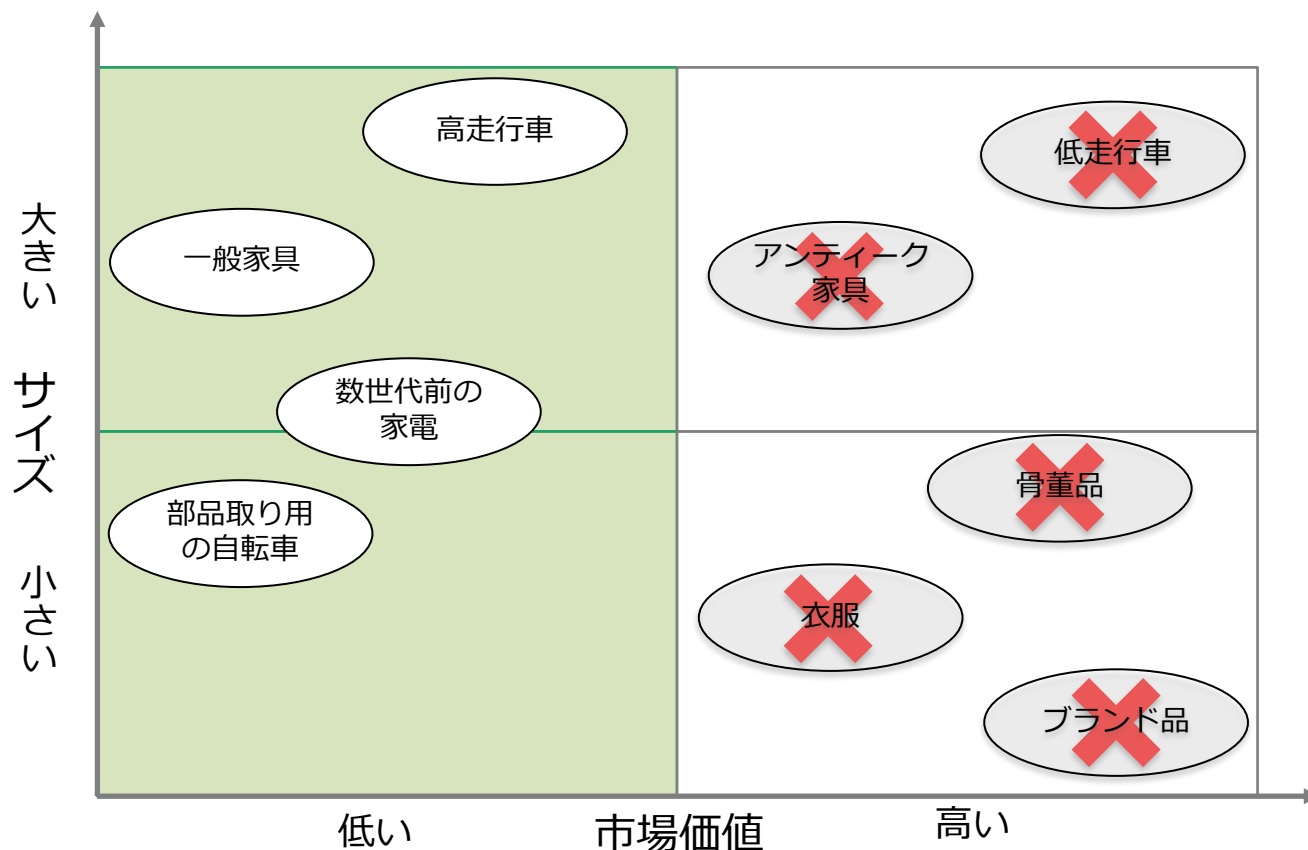 高走行車
低走行車
一般家具
アンティーク
家具
数世代前の
家電
部品取り用
の自転車
骨董品
衣服
ブランド品
大きい
サイズ
小さい
低い
市場価値
高い